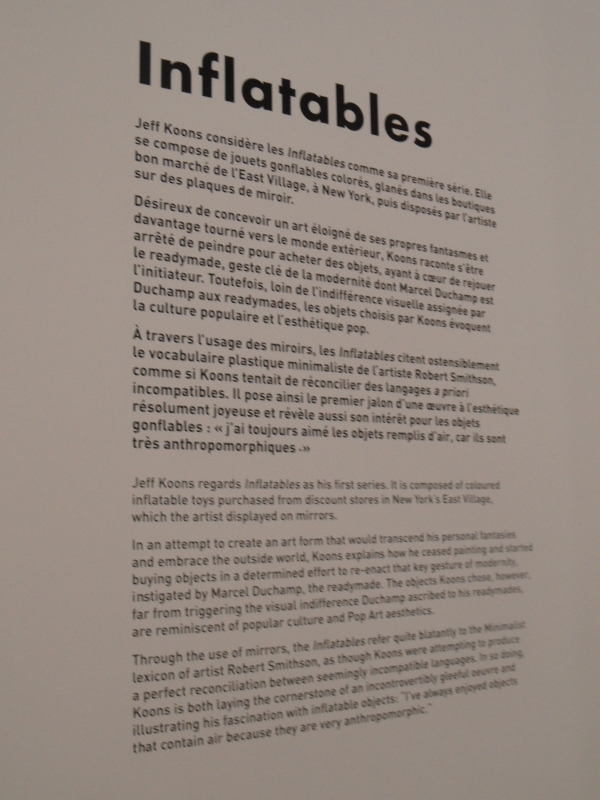 Inflatables
Jeff Koons considère les Inflatables comme sa première série. Elle
se compose de jouets gonflables colorés, glanés dans les boutiques
bon marché de l'East Village, à New York, puis disposés par l'artiste
sur des plaques de miroir.
Désireux de concevoir un art éloigné de ses propres fantasmes et
davantage tourné vers le monde extérieur, Koons raconte s'être
arrêté de peindre pour acheter des objets, ayant à cœur de rejouer
le readymade, geste clé de la modernité dont Marcel Duchamp est
l'initiateur. Toutefois, loin de l'indifférence visuelle assignée par
Duchamp aux readymades, les objets choisis par Koons évoquent
la culture populaire et l'esthétique pop.
À travers l'usage des miroirs, les Inflatables citent ostensiblement
le vocabulaire plastique minimaliste de l'artiste Robert Smithson,
comme si Koons tentait de réconcilier des langages a priori
incompatibles. Il pose ainsi le premier jalon d'une œuvre à l'esthétique
résolument joyeuse et révèle aussi son intérêt pour les objets
gonflables : « j'ai toujours aimé les objets remplis d'air, car ils sont
très anthropomorphiques .»
Jeff Koons regards Inflatables as his first series. It is composed of coloured
inflatable toys purchased from discount stores in New York's East Village,
which the artist displayed on mirrors.
In an attempt to create an art form that would transcend his personal fantasies
and embrace the outside world, Koons explains how he ceased painting and started
buying objects in a determined effort to re-enact that key gesture of modernity,
instigated by Marcel Duchamp, the readymade. The objects Koons chose, however,
far from triggering the visual indifference Duchamp ascribed to his readymades,
are reminiscent of popular culture and Pop Art aesthetics.
Through the use of mirrors, the Inflatables refer quite blatantly to the Minimalist
lexicon of artist Robert Smithson, as though Koons were attempting to produce
a perfect reconciliation between seemingly incompatible languages. In so doing,
Koons is both laying the cornerstone of an incontrovertibly gleeful oeuvre and
illustrating his fascination with inflatable objects: "I've always enjoyed objects
that contain air because they are very anthropomorphic."